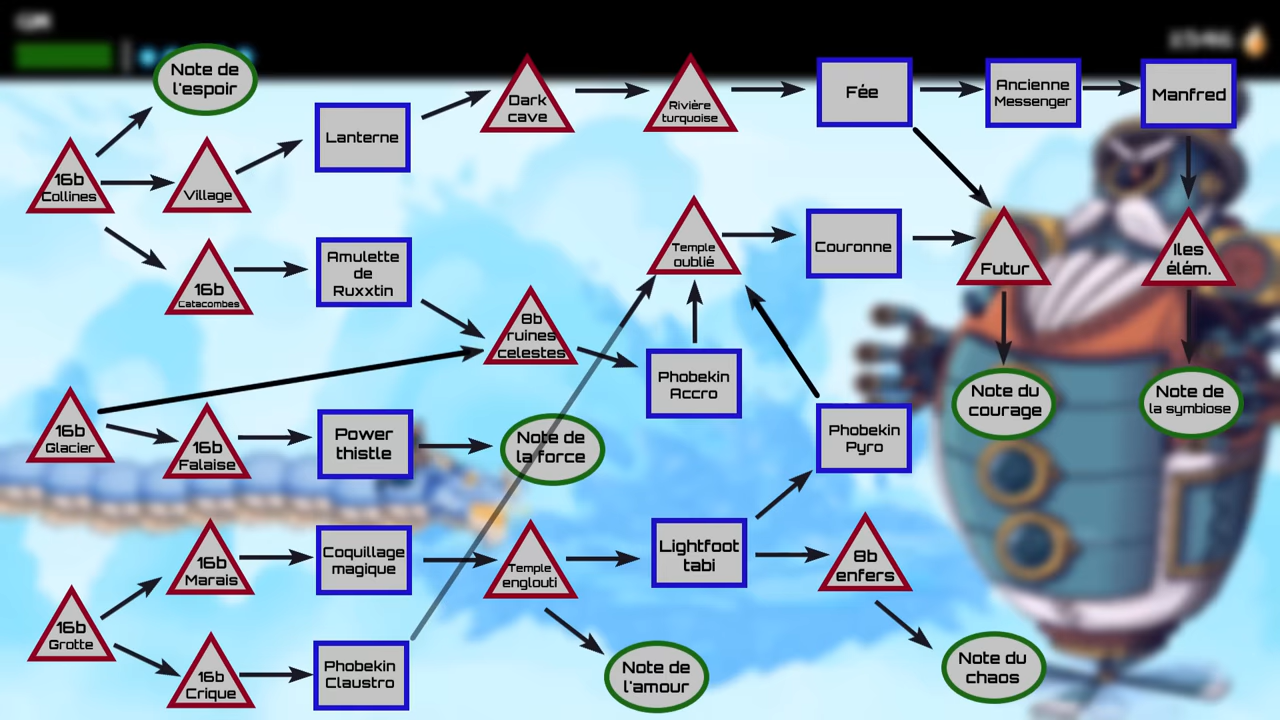 GM
Note de
l'espoir
Dark
cave
Rivière
turquoise
Fée
Ancienne
Messenger
Manfred
Lanterne
16b
Collines
Village
16b
Catacombes
Amulette
de
Ruxxtin
Temple
oublié
Couronne
Futur
Iles
élém.
8b
ruines
celestes
Phobekin
Accro
Note du
courage
Note de
la symbiose
16b
Glacier
16b
Falaise
Power
thistle
Note de
la force
Phobekin
Pyro
16b
Marais
Coquillage
magique
Temple
englouti
Lightfoot
tabi
8b
enfers
16b
Grotte
16b
Crique
Phobekin
Claustro
Note de
l'amour
Note du
chaos